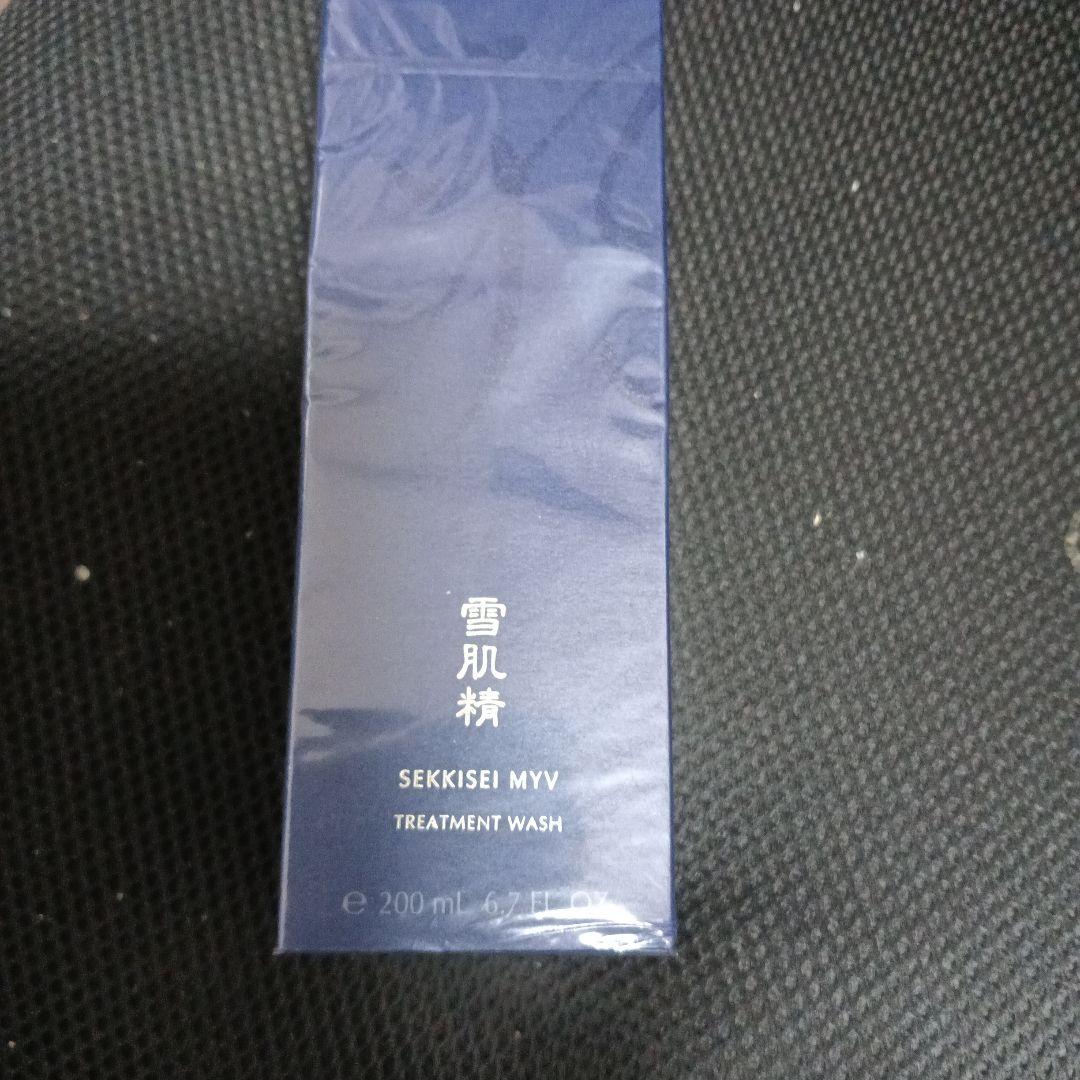 雪肌精
SEKKISEI MYV
TREATMENT WASH
℮ 200 mL 6.7 FL. OZ.